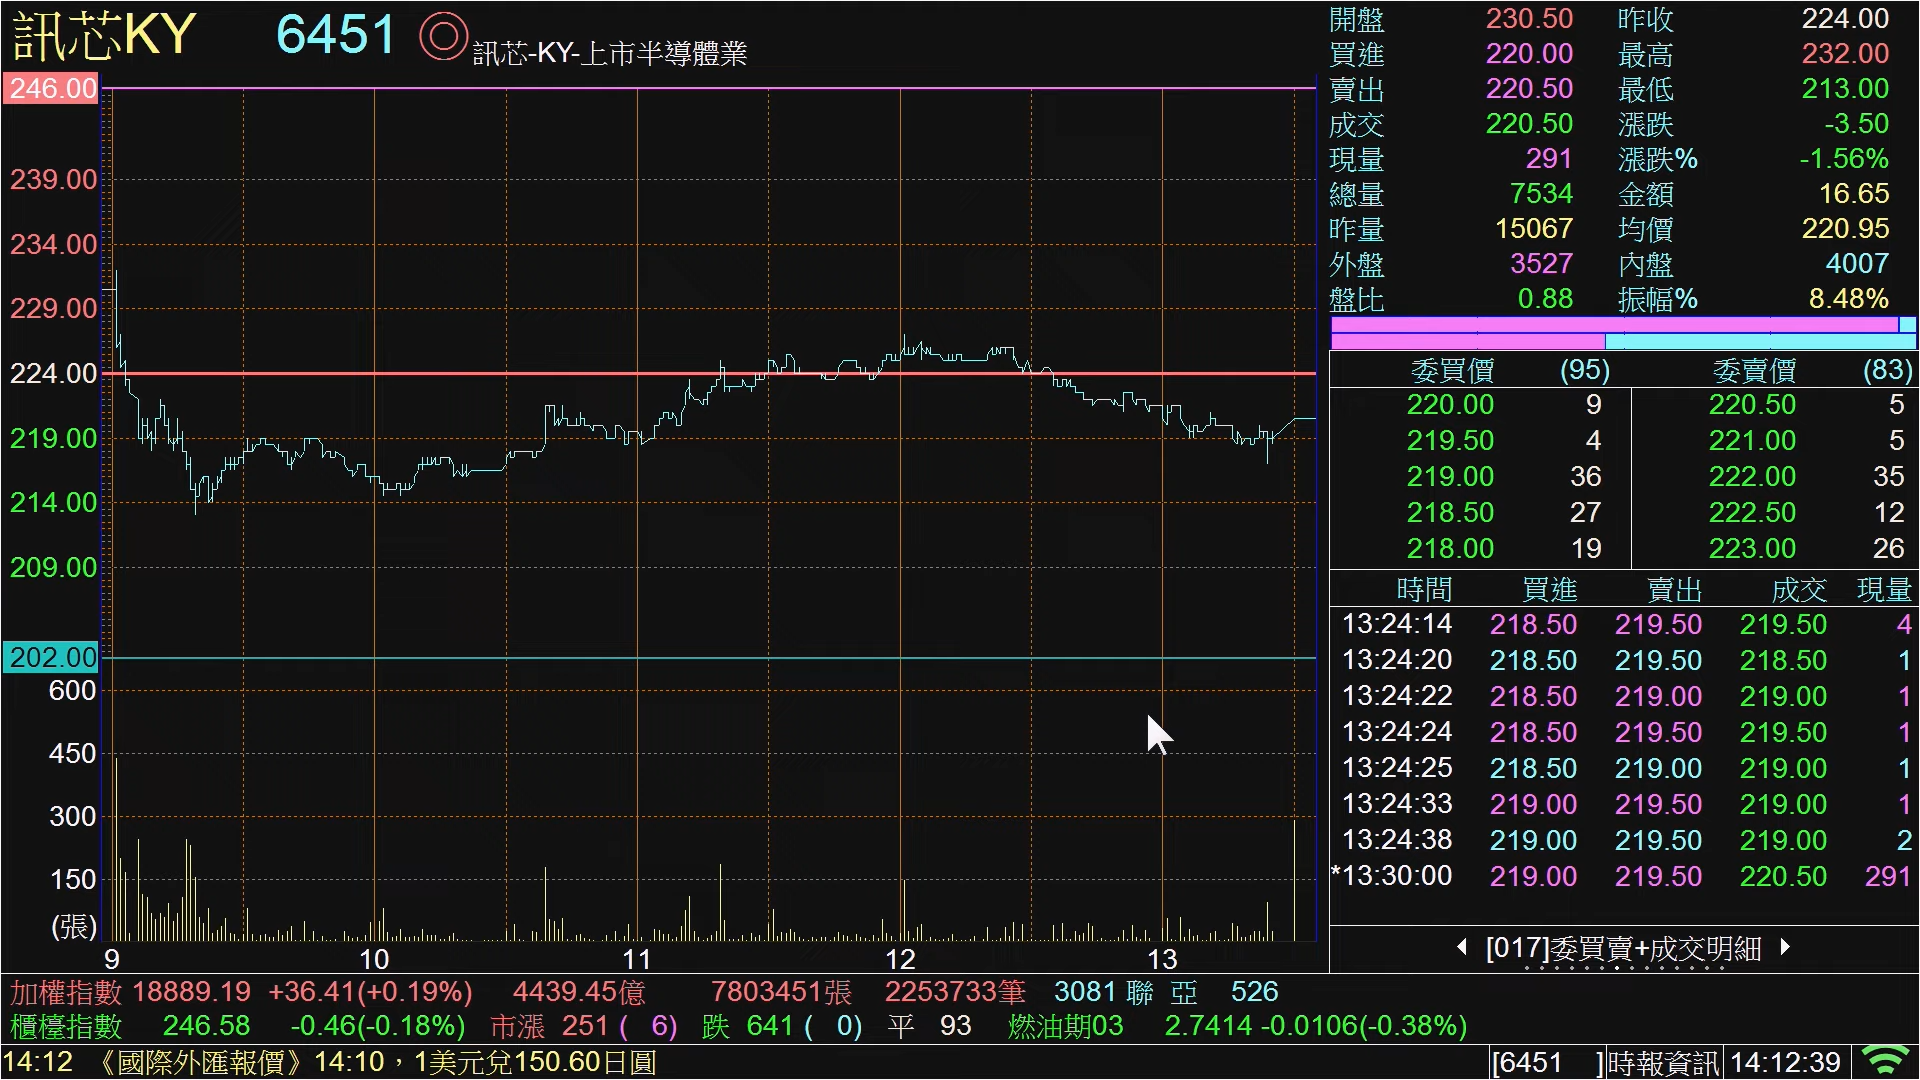 訊芯KY 6451 ◎ 訊芯-KY-上市半導體業
246.00
239.00
234.00
229.00
224.00
219.00
214.00
209.00
202.00
600
450
300
150
(張)
9 10 11 12 13
開盤 230.50 昨收 224.00
買進 220.00 最高 232.00
賣出 220.50 最低 213.00
成交 220.50 漲跌 -3.50
現量 291 漲跌% -1.56%
總量 7534 金額 16.65
昨量 15067 均價 220.95
外盤 3527 內盤 4007
盤比 0.88 振幅% 8.48%
委買價 (95) 委賣價 (83)
220.00 9 220.50 5
219.50 4 221.00 5
219.00 36 222.00 35
218.50 27 222.50 12
218.00 19 223.00 26
時間 買進 賣出 成交 現量
13:24:14 218.50 219.50 219.50 4
13:24:20 218.50 219.50 218.50 1
13:24:22 218.50 219.00 219.00 1
13:24:24 218.50 219.50 219.50 1
13:24:25 218.50 219.00 219.00 1
13:24:33 219.00 219.50 219.00 1
13:24:38 219.00 219.50 219.00 2
*13:30:00 219.00 219.50 220.50 291
[017]委買賣+成交明細
加權指數 18889.19 +36.41(+0.19%) 4439.45億 7803451張 2253733筆 3081 聯 亞 526
櫃檯指數 246.58 -0.46(-0.18%) 市漲 251 ( 6) 跌 641 ( 0) 平 93 燃油期03 2.7414 -0.0106(-0.38%)
14:12 《國際外匯報價》14:10，1美元兌150.60日圓 [6451 ]時報資訊 14:12:39